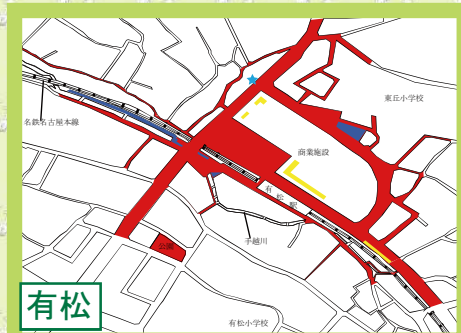 東丘小学校
名鉄名古屋本線
商業施設
有松駅
手越川
公園
有松
有松小学校